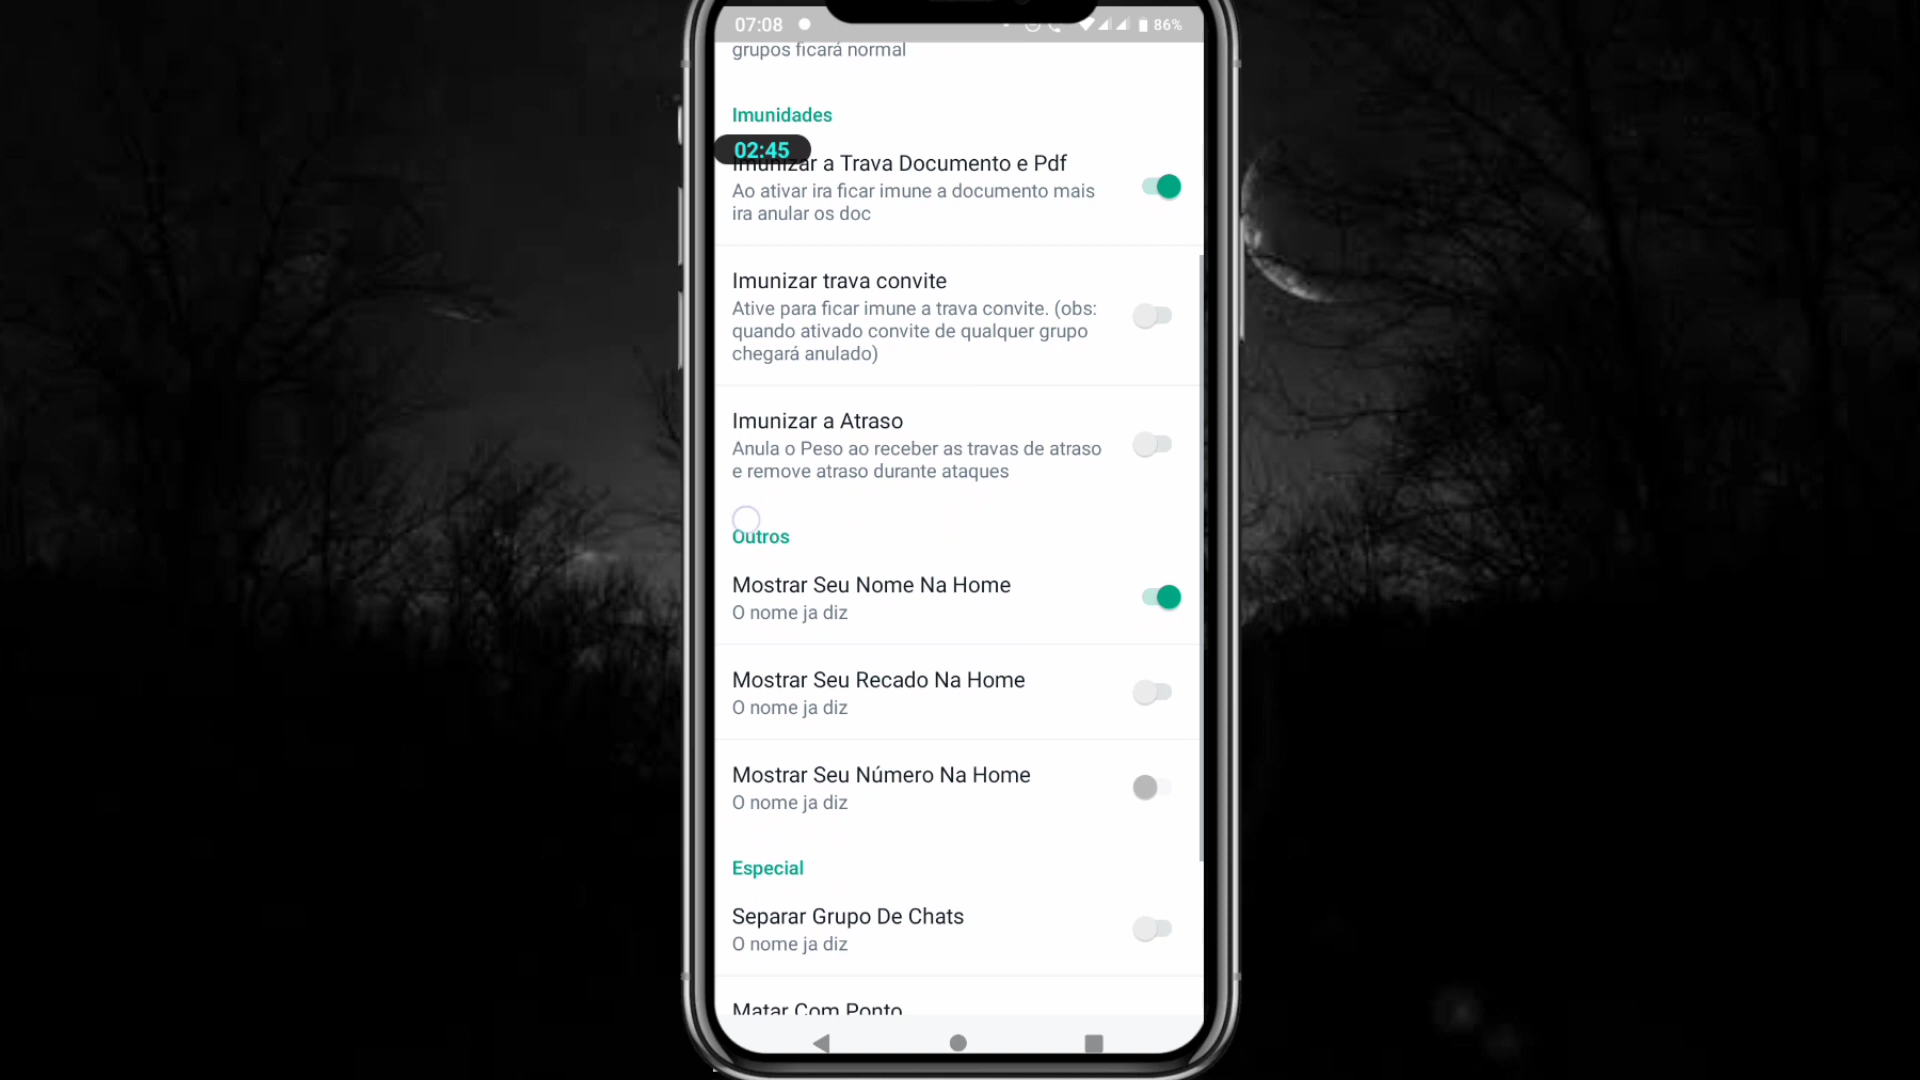 07:08
86%
grupos ficará normal
Imunidades
02:45
Imunizar a Trava Documento e Pdf
Ao ativar ira ficar imune a documento mais
ira anular os doc
Imunizar trava convite
Ative para ficar imune a trava convite. (obs:
quando ativado convite de qualquer grupo
chegará anulado)
Imunizar a Atraso
Anula o Peso ao receber as travas de atraso
e remove atraso durante ataques
Outros
Mostrar Seu Nome Na Home
O nome ja diz
Mostrar Seu Recado Na Home
O nome ja diz
Mostrar Seu Número Na Home
O nome ja diz
Especial
Separar Grupo De Chats
O nome ja diz
Matar Com Ponto